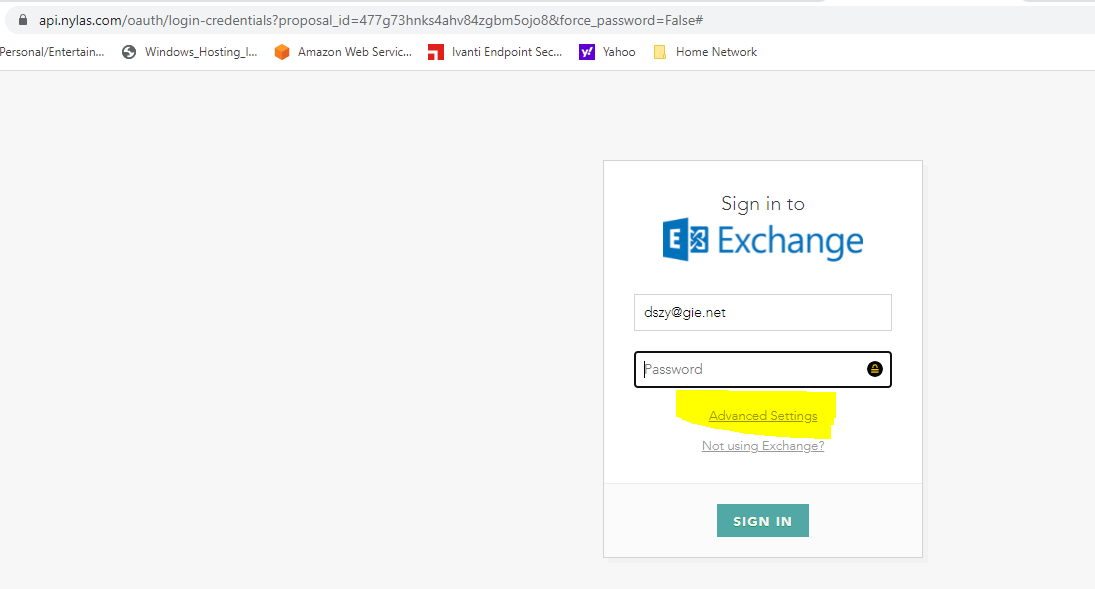 api.nylas.com/oauth/login-credentials?proposal_id=477g73hnks4ahv84zgbm5ojo8&force_password=False#
Personal/Entertain... Windows_Hosting_I... Amazon Web Servic... Ivanti Endpoint Sec... y! Yahoo Home Network
Sign in to
E Exchange
dszy@gie.net
Password
Advanced Settings
Not using Exchange?
SIGN IN